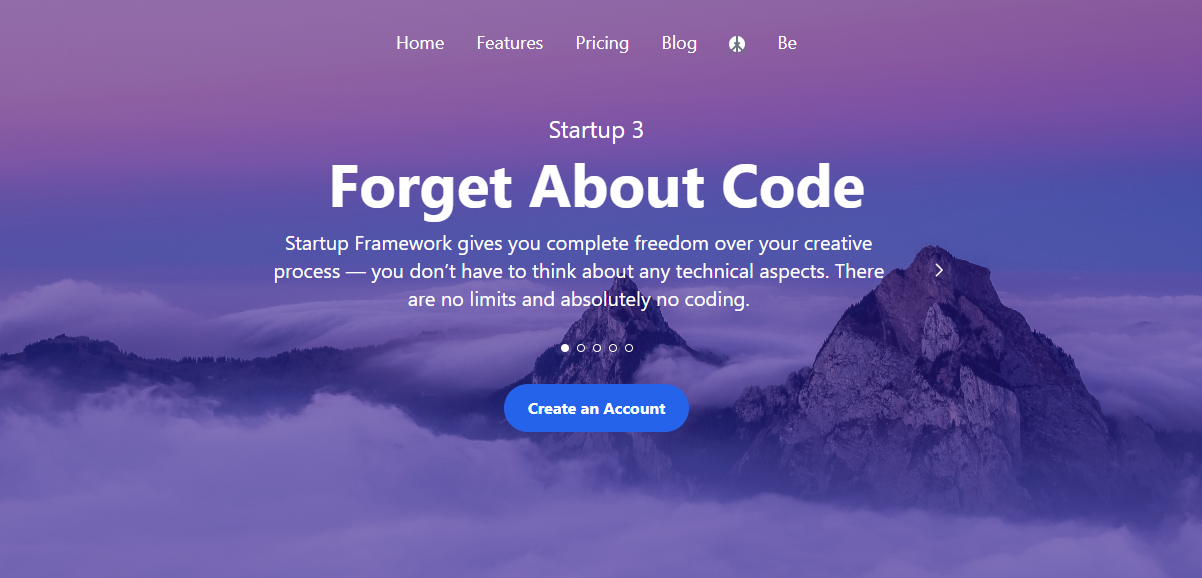 Home Features Pricing Blog Be
Startup 3
Forget About Code
Startup Framework gives you complete freedom over your creative
process — you don’t have to think about any technical aspects. There
are no limits and absolutely no coding.
Create an Account